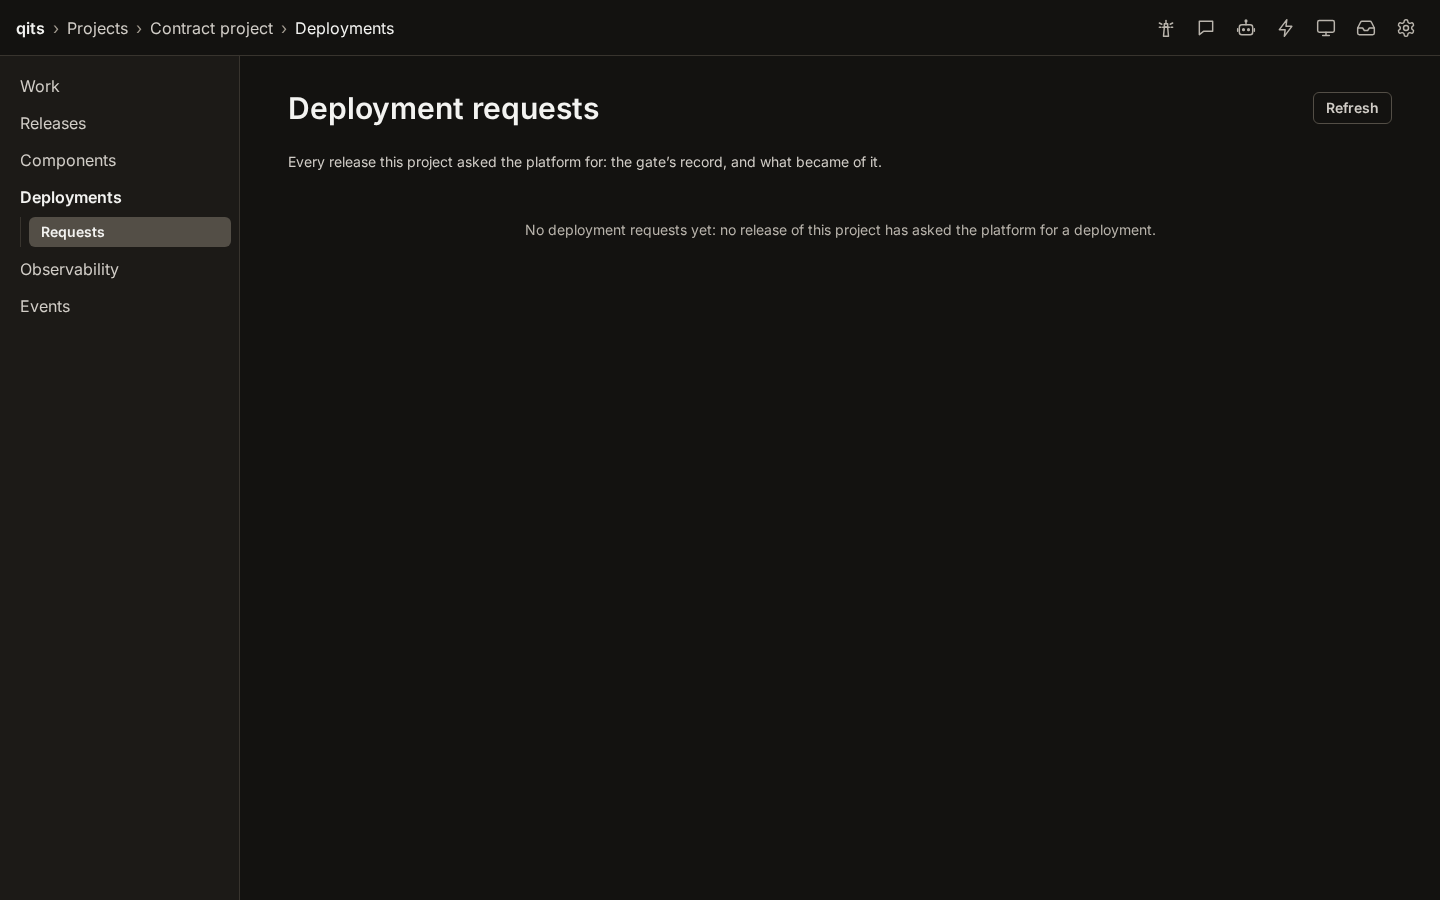 qits › Projects › Contract project › Deployments
Work
Releases
Components
Deployments
Requests
Observability
Events
Deployment requests
Refresh
Every release this project asked the platform for: the gate’s record, and what became of it.
No deployment requests yet: no release of this project has asked the platform for a deployment.